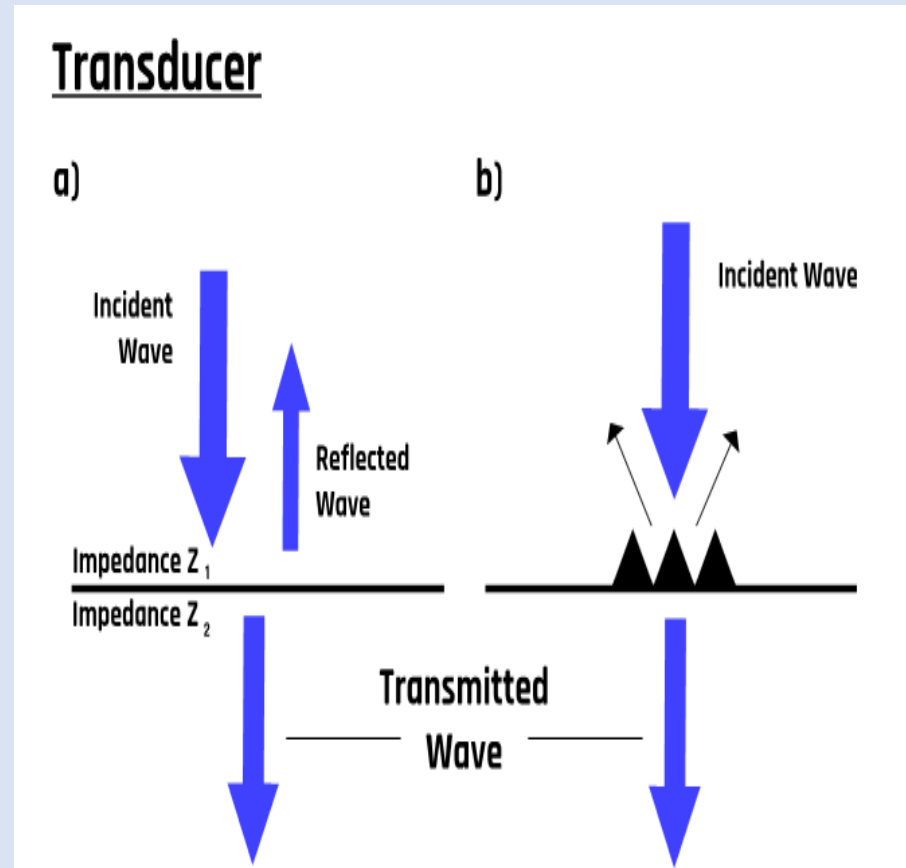 Transducer
a)
Incident
Wave
Reflected
Wave
Impedance Z 1
Impedance Z 2
b)
Incident Wave
Transmitted
Wave